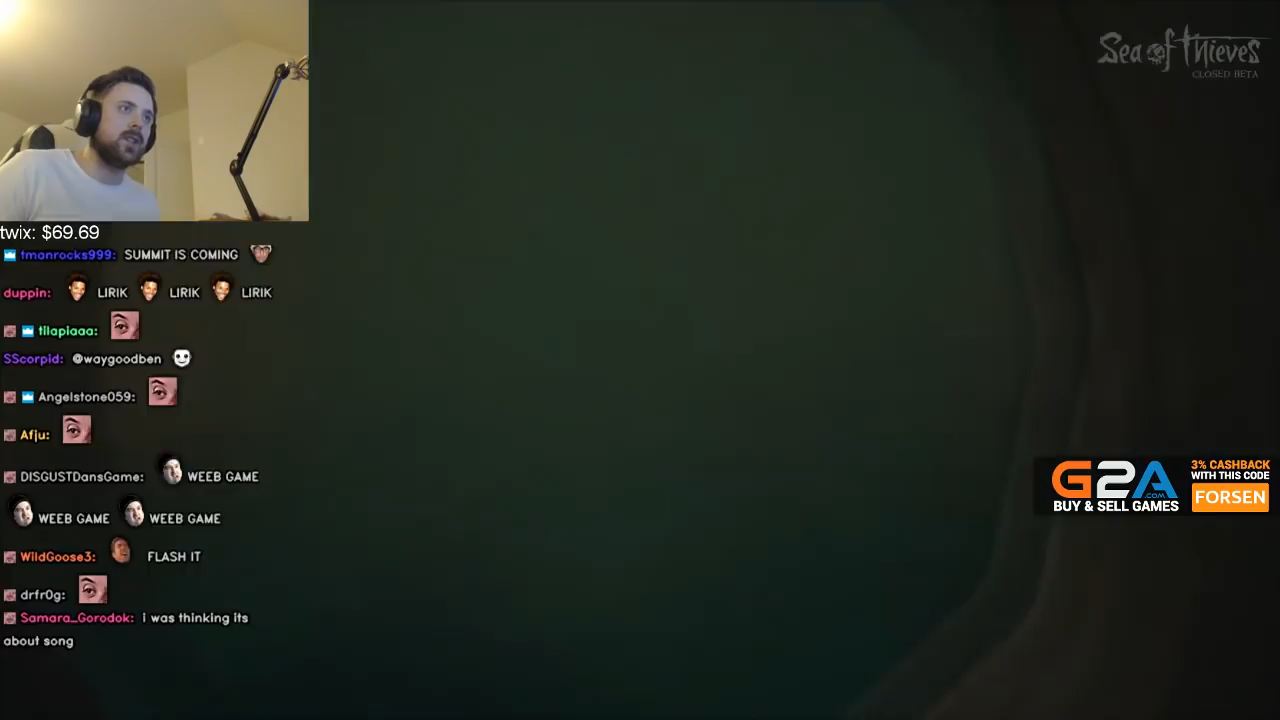 Sea of Thieves
CLOSED BETA
twix: $69.69
tmanrocks999: SUMMIT IS COMING
duppin: LIRIK LIRIK LIRIK
tilapiaaa:
SScorpid: @waygoodben
Angelstone059:
Afju:
DISGUSTDansGame: WEEB GAME
WEEB GAME WEEB GAME
WildGoose3: FLASH IT
drfr0g:
Samara_Gorodok: i was thinking its
about song
G2A.COM
BUY & SELL GAMES
3% CASHBACK
WITH THIS CODE
FORSEN